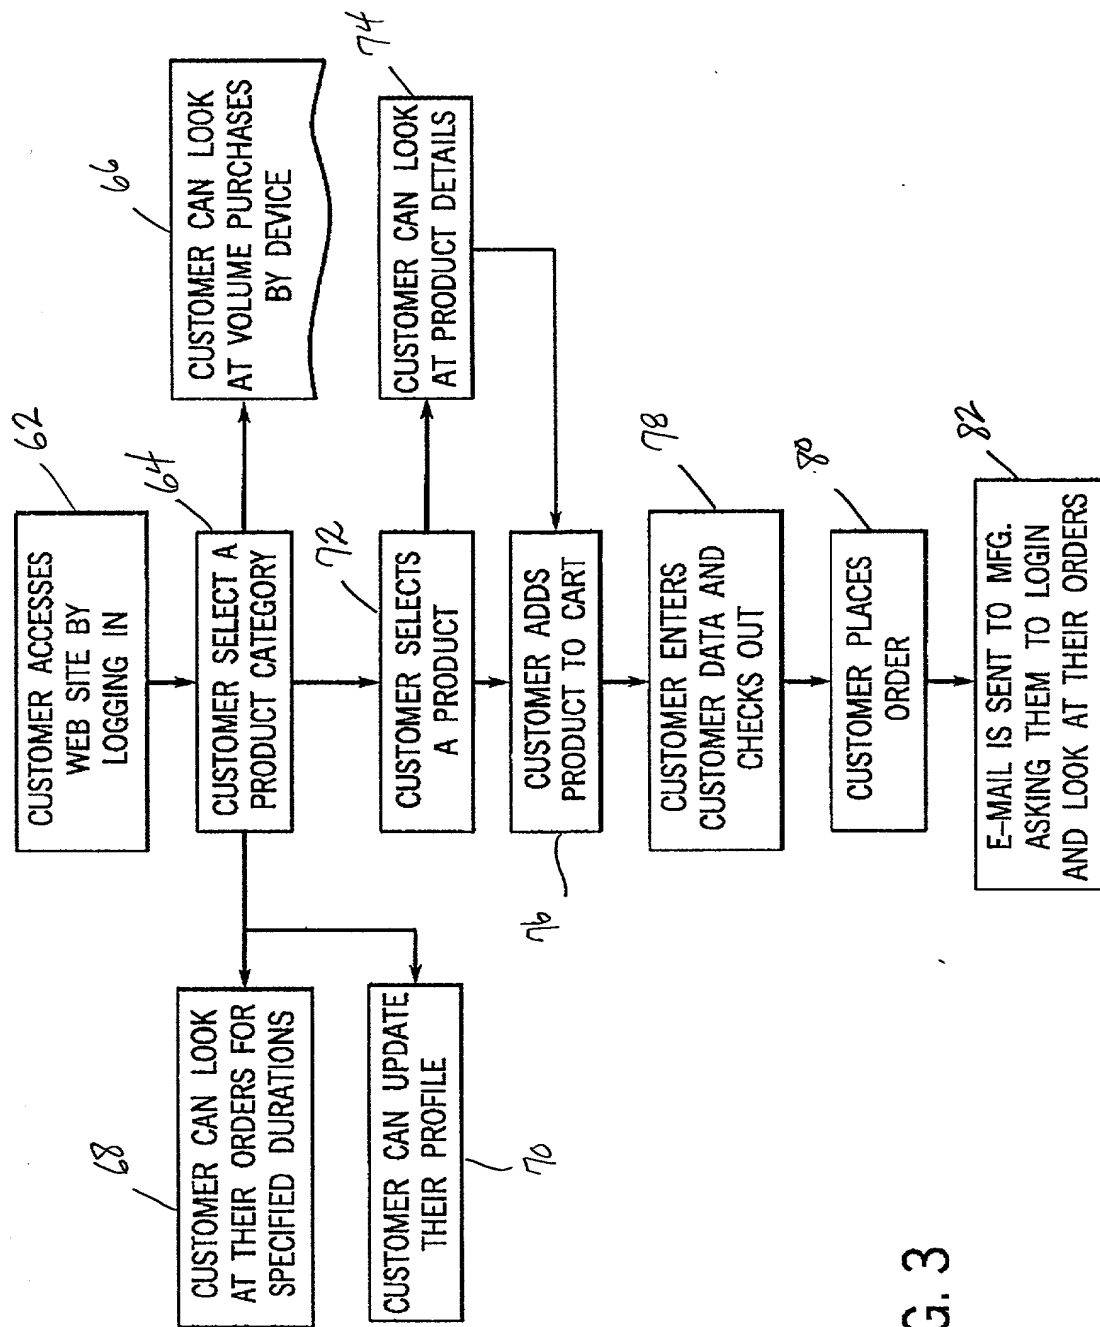 62
CUSTOMER ACCESSES
WEB SITE BY
LOGGING IN
64
CUSTOMER SELECT A
PRODUCT CATEGORY
66
CUSTOMER CAN LOOK
AT VOLUME PURCHASES
BY DEVICE
68
CUSTOMER CAN LOOK
AT THEIR ORDERS FOR
SPECIFIED DURATIONS
70
CUSTOMER CAN UPDATE
THEIR PROFILE
72
CUSTOMER SELECTS
A PRODUCT
74
CUSTOMER CAN LOOK
AT PRODUCT DETAILS
76
CUSTOMER ADDS
PRODUCT TO CART
78
CUSTOMER ENTERS
CUSTOMER DATA AND
CHECKS OUT
80
CUSTOMER PLACES
ORDER
82
E-MAIL IS SENT TO MFG.
ASKING THEM TO LOGIN
AND LOOK AT THEIR ORDERS
G. 3